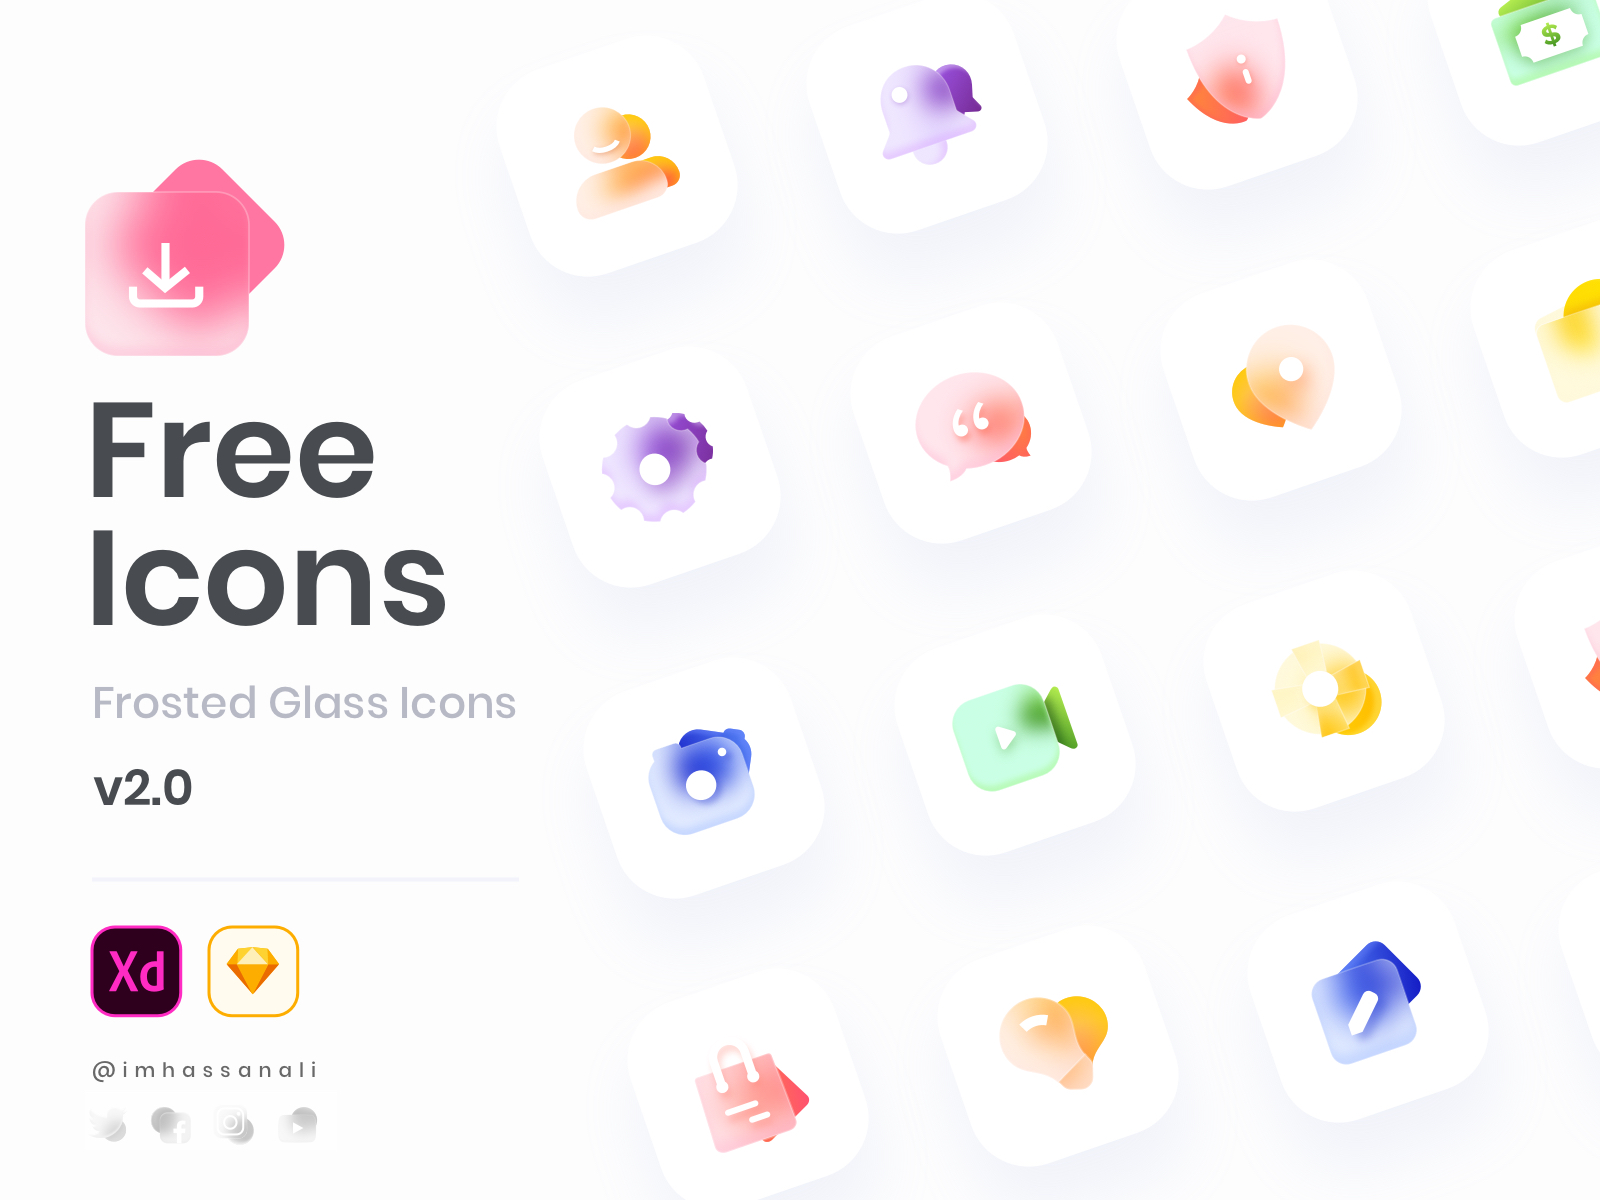 Free
Icons
Frosted Glass Icons
v2.0
Xd
@imhassanali
$